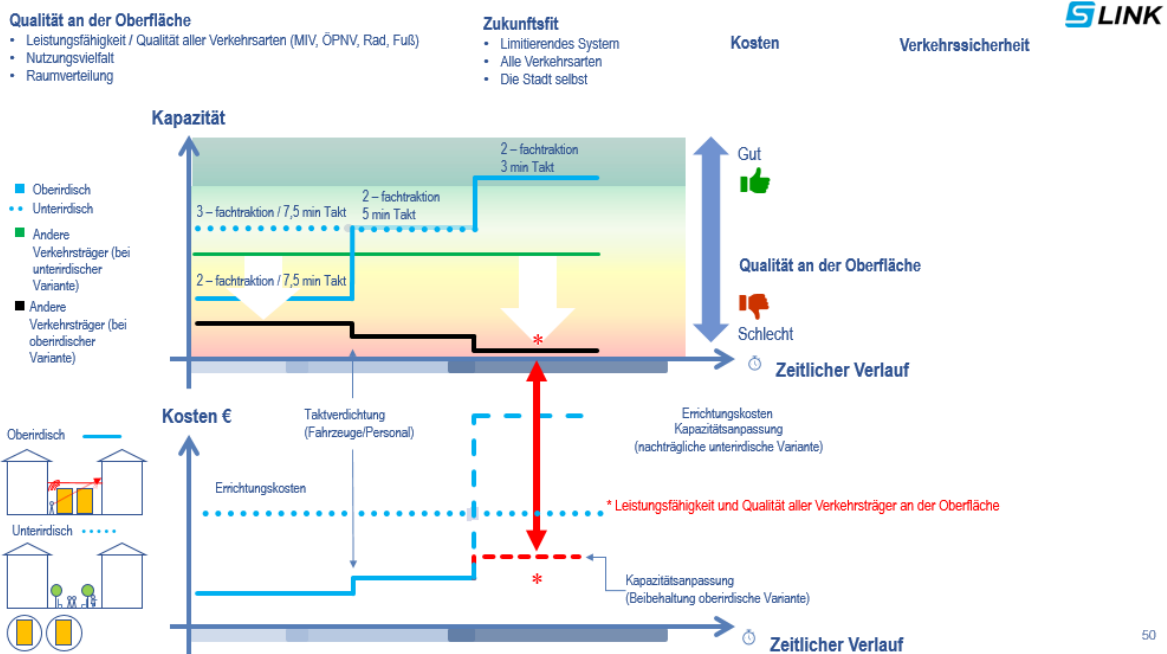 S LINK
Qualität an der Oberfläche
• Leistungsfähigkeit / Qualität aller Verkehrsarten (MIV, ÖPNV, Rad, Fuß)
• Nutzungsvielfalt
• Raumverteilung
Zukunftsfit
• Limitierendes System
• Alle Verkehrsarten
• Die Stadt selbst
Kosten
Verkehrssicherheit
Kapazität
Oberirdisch
Unterirdisch
Andere
Verkehrsträger (bei
unterirdischer
Variante)
Andere
Verkehrsträger (bei
oberirdischer
Variante)
3 – fachtraktion / 7,5 min Takt
2 – fachtraktion
5 min Takt
2 – fachtraktion
3 min Takt
2 – fachtraktion / 7,5 min Takt
*
Gut
Qualität an der Oberfläche
Schlecht
Zeitlicher Verlauf
Kosten €
Oberirdisch
Unterirdisch
Taktverdichtung
(Fahrzeuge/Personal)
Errichtungskosten
Errichtungskosten
Kapazitätsanpassung
(nachträgliche unterirdische Variante)
* Leistungsfähigkeit und Qualität aller Verkehrsträger an der Oberfläche
*
Kapazitätsanpassung
(Beibehaltung oberirdische Variante)
Zeitlicher Verlauf
50